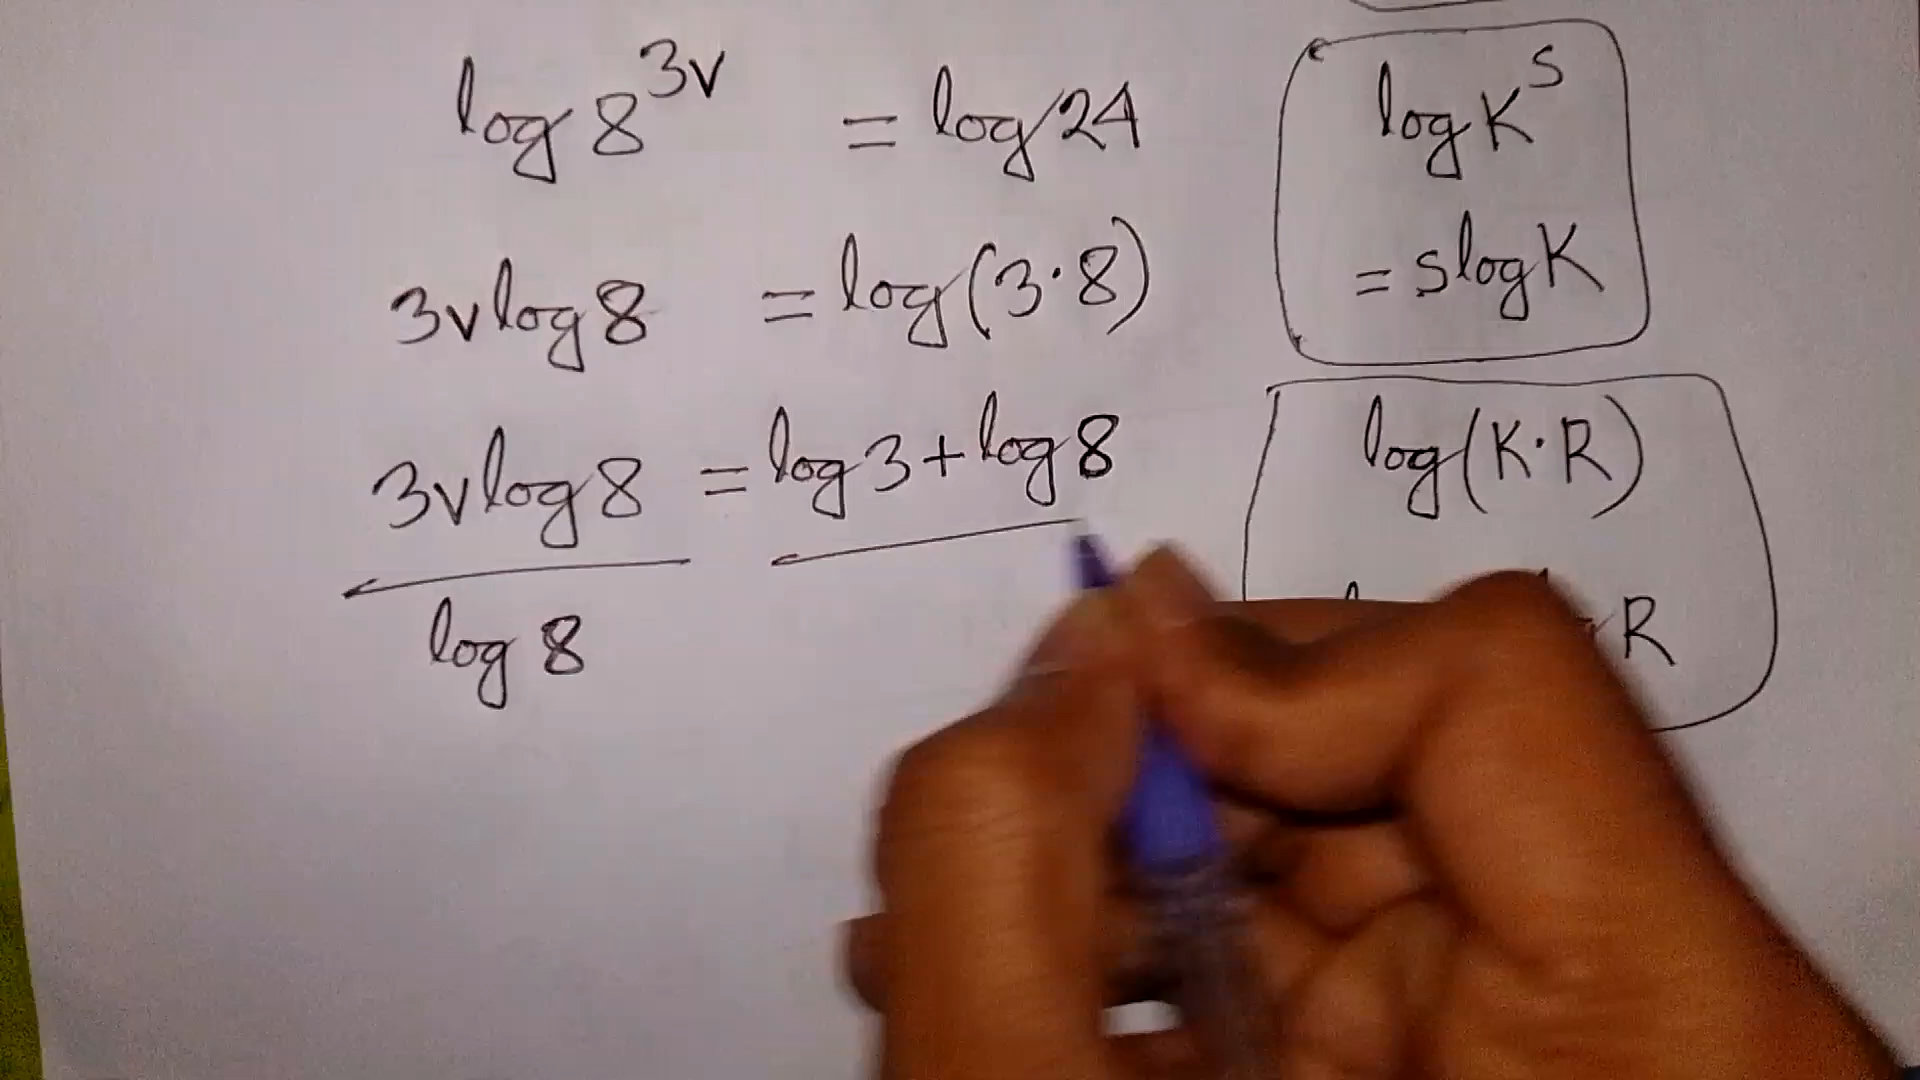 log 8^3v = log 24
3v log 8 = log (3·8)
3v log 8 = log 3 + log 8
log 8
log K^S
= s log K
log (K·R)
R